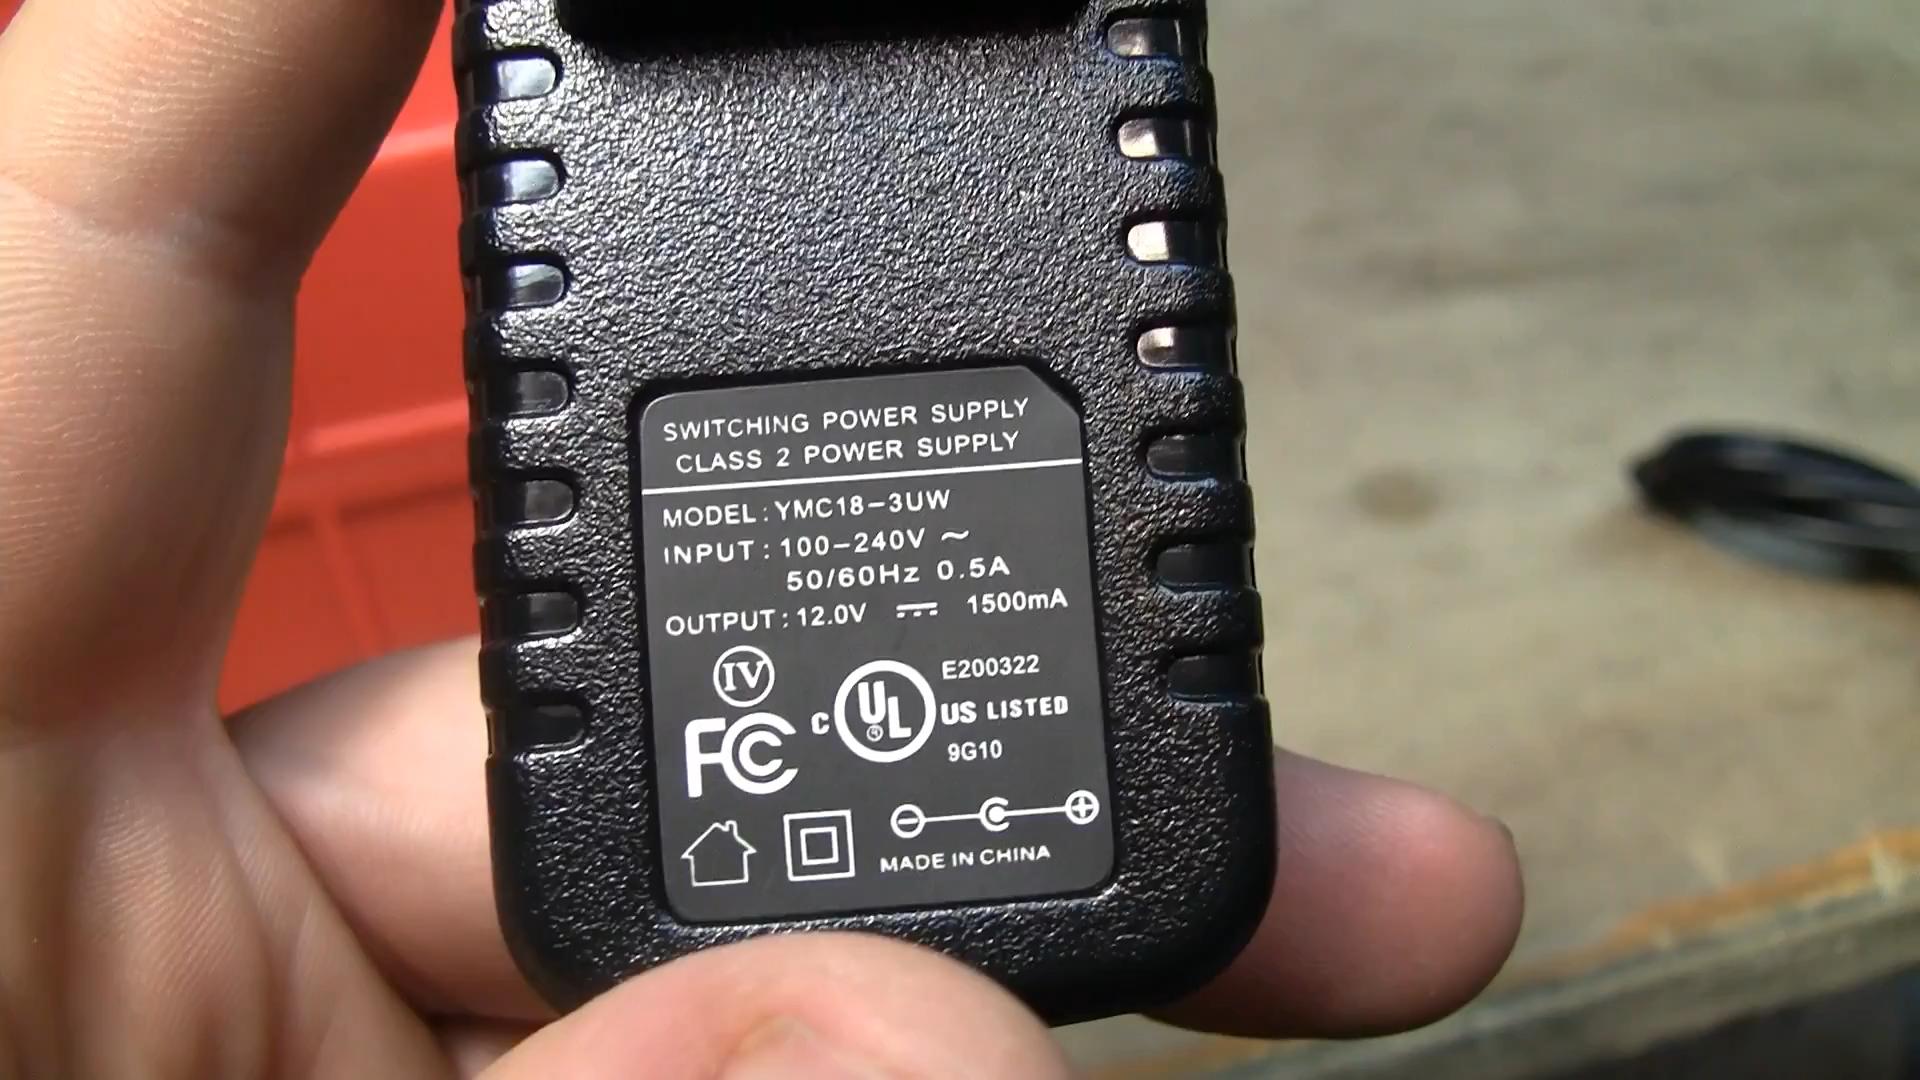 SWITCHING POWER SUPPLY
CLASS 2 POWER SUPPLY
MODEL : YMC18-3UW
INPUT : 100-240V ~
50/60Hz 0.5A
OUTPUT : 12.0V ⎓ 1500mA
IV
E200322
FC C UL ® US LISTED
9G10
MADE IN CHINA